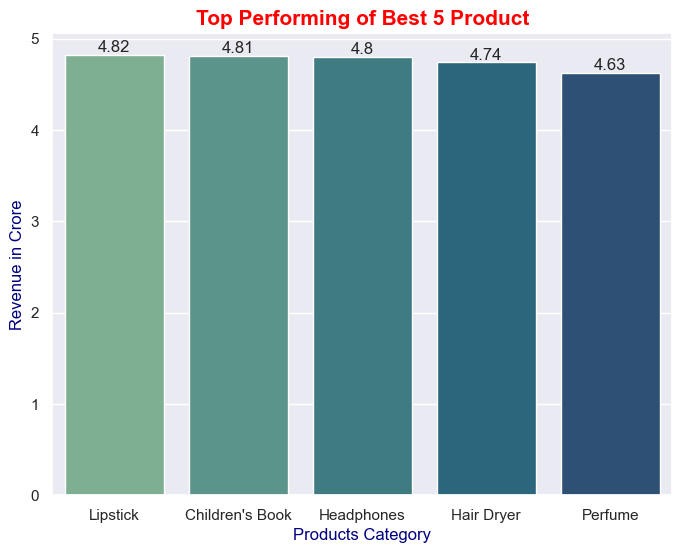 Top Performing of Best 5 Product
5
4.82
4.81
4.8
4.74
4.63
4
3
2
1
0
Revenue in Crore
Lipstick
Children's Book
Headphones
Hair Dryer
Perfume
Products Category